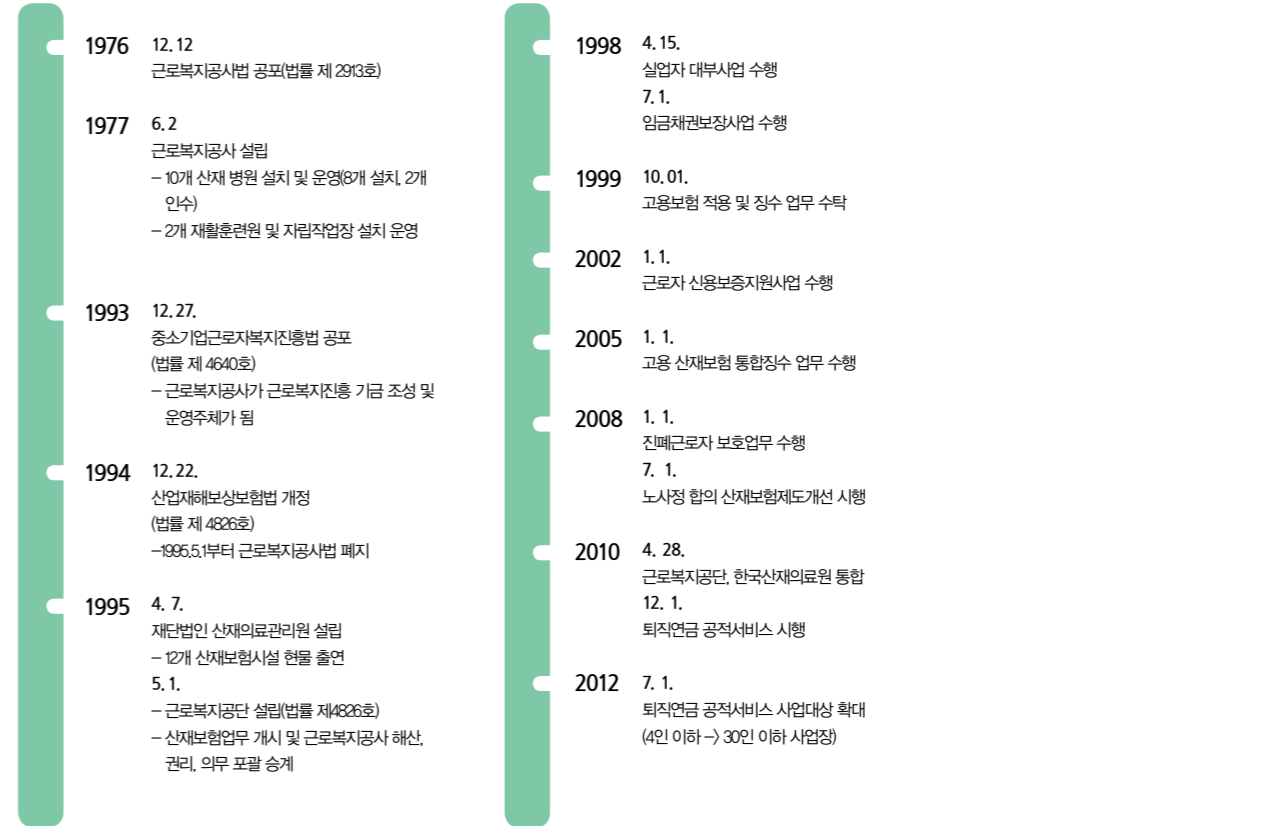 1976 12. 12
근로복지공사법 공포(법률 제 2913호)
1977 6. 2
근로복지공사 설립
– 10개 산재 병원 설치 및 운영(8개 설치, 2개
인수)
– 2개 재활훈련원 및 자립작업장 설치 운영
1993 12. 27.
중소기업근로자복지진흥법 공포
(법률 제 4640호)
– 근로복지공사가 근로복지진흥 기금 조성 및
운영주체가 됨
1994 12. 22.
산업재해보상보험법 개정
(법률 제 4826호)
–1995.5.1부터 근로복지공사법 폐지
1995 4. 7.
재단법인 산재의료관리원 설립
– 12개 산재보험시설 현물 출연
5. 1.
– 근로복지공단 설립(법률 제4826호)
– 산재보험업무 개시 및 근로복지공사 해산,
권리, 의무 포괄 승계
1998 4. 15.
실업자 대부사업 수행
7. 1.
임금채권보장사업 수행
1999 10. 01.
고용보험 적용 및 징수 업무 수탁
2002 1. 1.
근로자 신용보증지원사업 수행
2005 1. 1.
고용 산재보험 통합징수 업무 수행
2008 1. 1.
진폐근로자 보호업무 수행
7. 1.
노사정 합의 산재보험제도개선 시행
2010 4. 28.
근로복지공단, 한국산재의료원 통합
12. 1.
퇴직연금 공적서비스 시행
2012 7. 1.
퇴직연금 공적서비스 사업대상 확대
(4인 이하 –> 30인 이하 사업장)